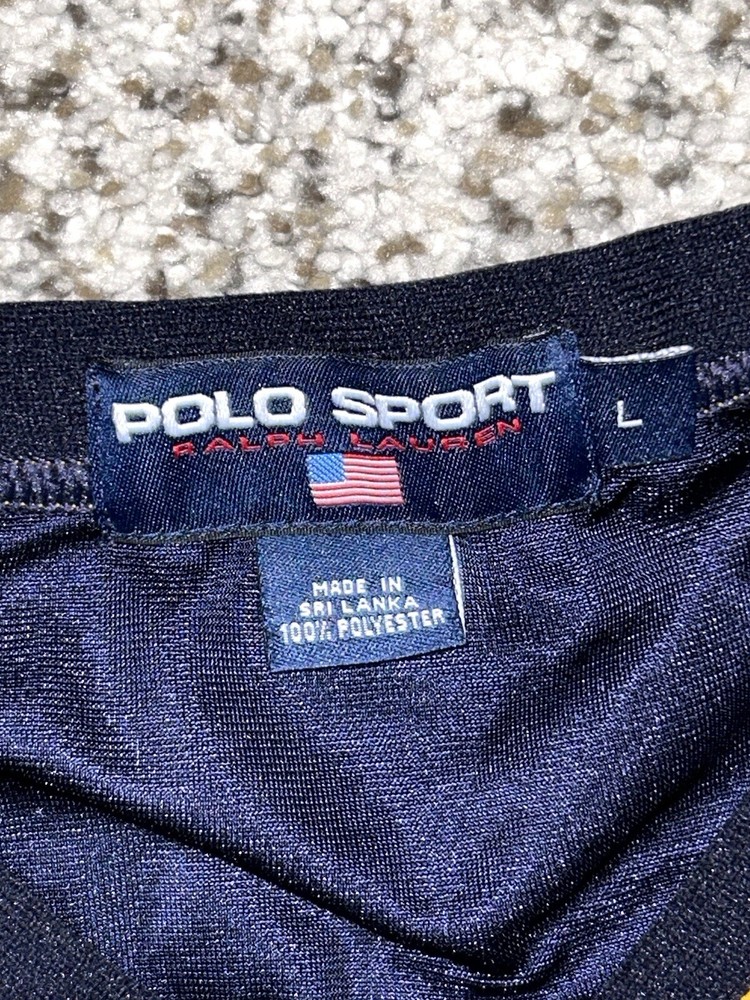 POLO SPORT
RALPH LAUREN
L
MADE IN
SRI LANKA
100% POLYESTER